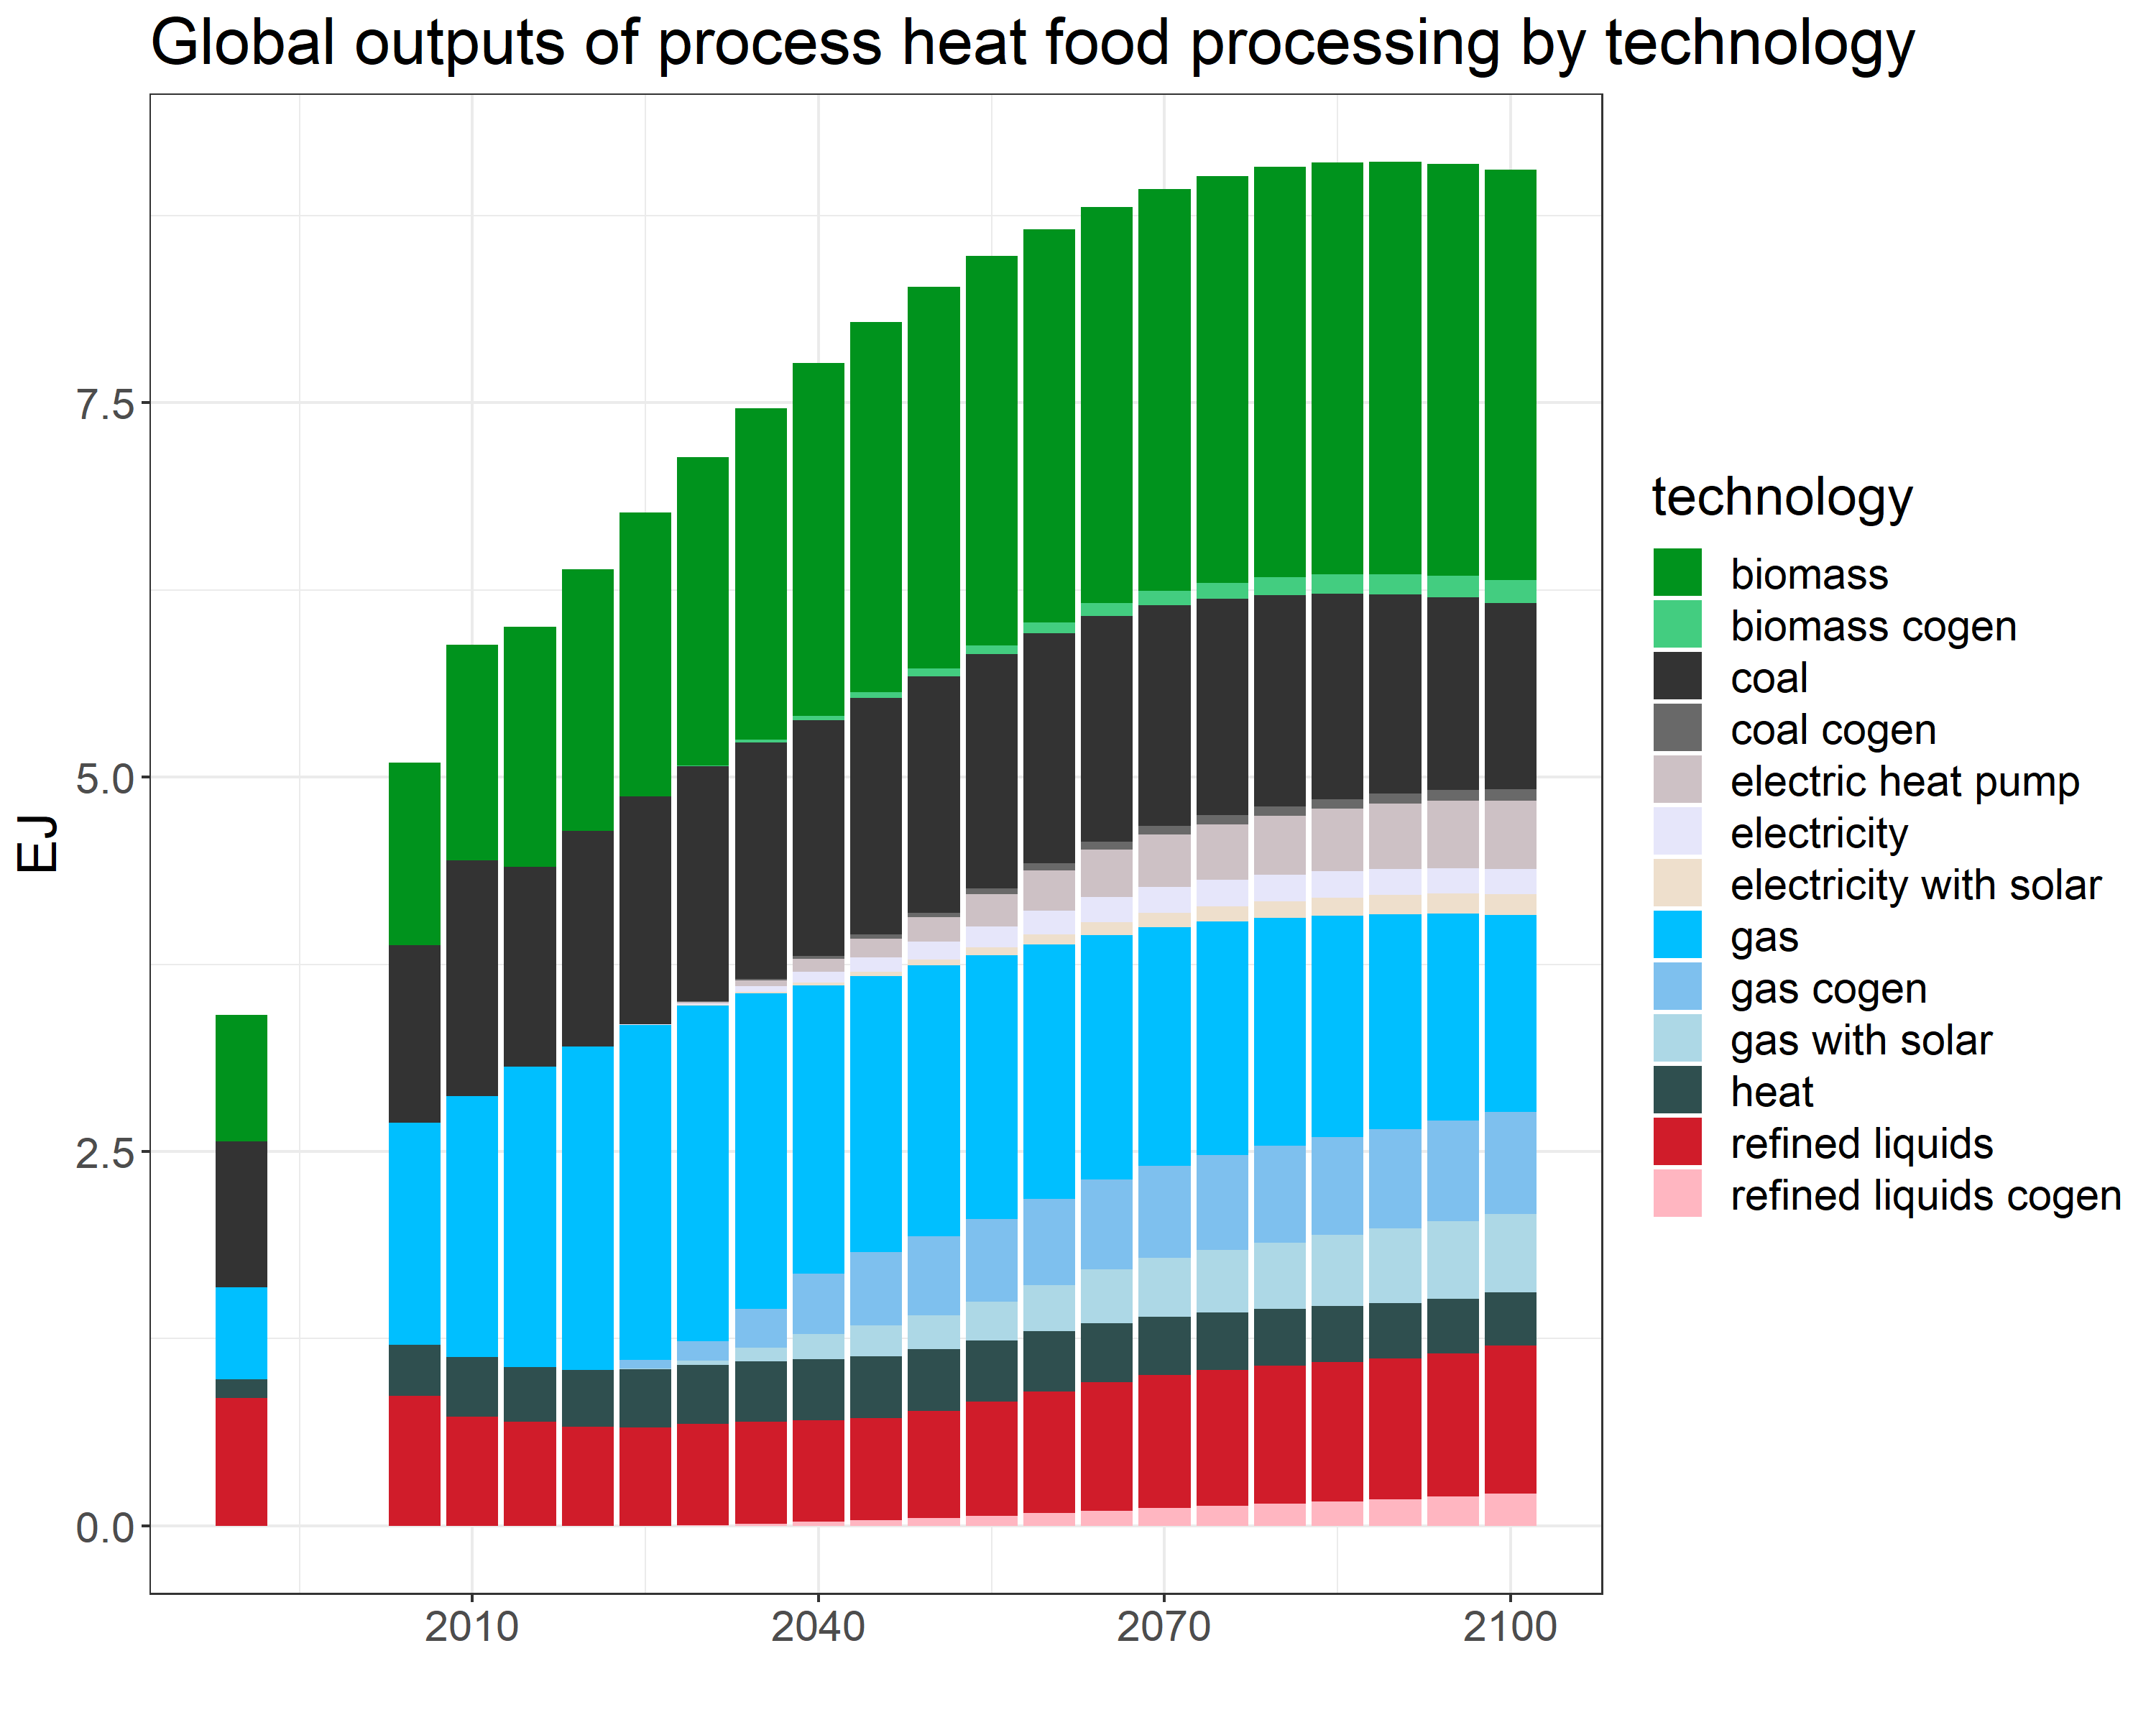 Global outputs of process heat food processing by technology
EJ
7.5
5.0
2.5
0.0
2010
2040
2070
2100
technology
biomass
biomass cogen
coal
coal cogen
electric heat pump
electricity
electricity with solar
gas
gas cogen
gas with solar
heat
refined liquids
refined liquids cogen